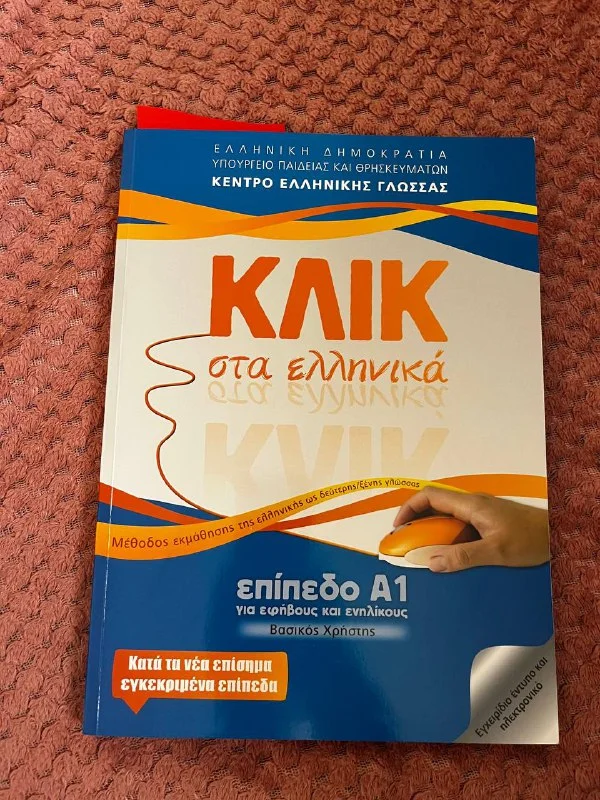 ΕΛΛΗΝΙΚΗ ΔΗΜΟΚΡΑΤΙΑ
ΥΠΟΥΡΓΕΙΟ ΠΑΙΔΕΙΑΣ ΚΑΙ ΘΡΗΣΚΕΥΜΑΤΩΝ
ΚΕΝΤΡΟ ΕΛΛΗΝΙΚΗΣ ΓΛΩΣΣΑΣ
ΚΛΙΚ
στα ελληνικά
Μέθοδος εκμάθησης της ελληνικής ως δεύτερης/ξένης γλώσσας
επίπεδο Α1
για εφήβους και ενηλίκους
Βασικός Χρήστης
Κατά τα νέα επίσημα
εγκεκριμένα επίπεδα
Εγχειρίδιο έντυπο και
ηλεκτρονικό